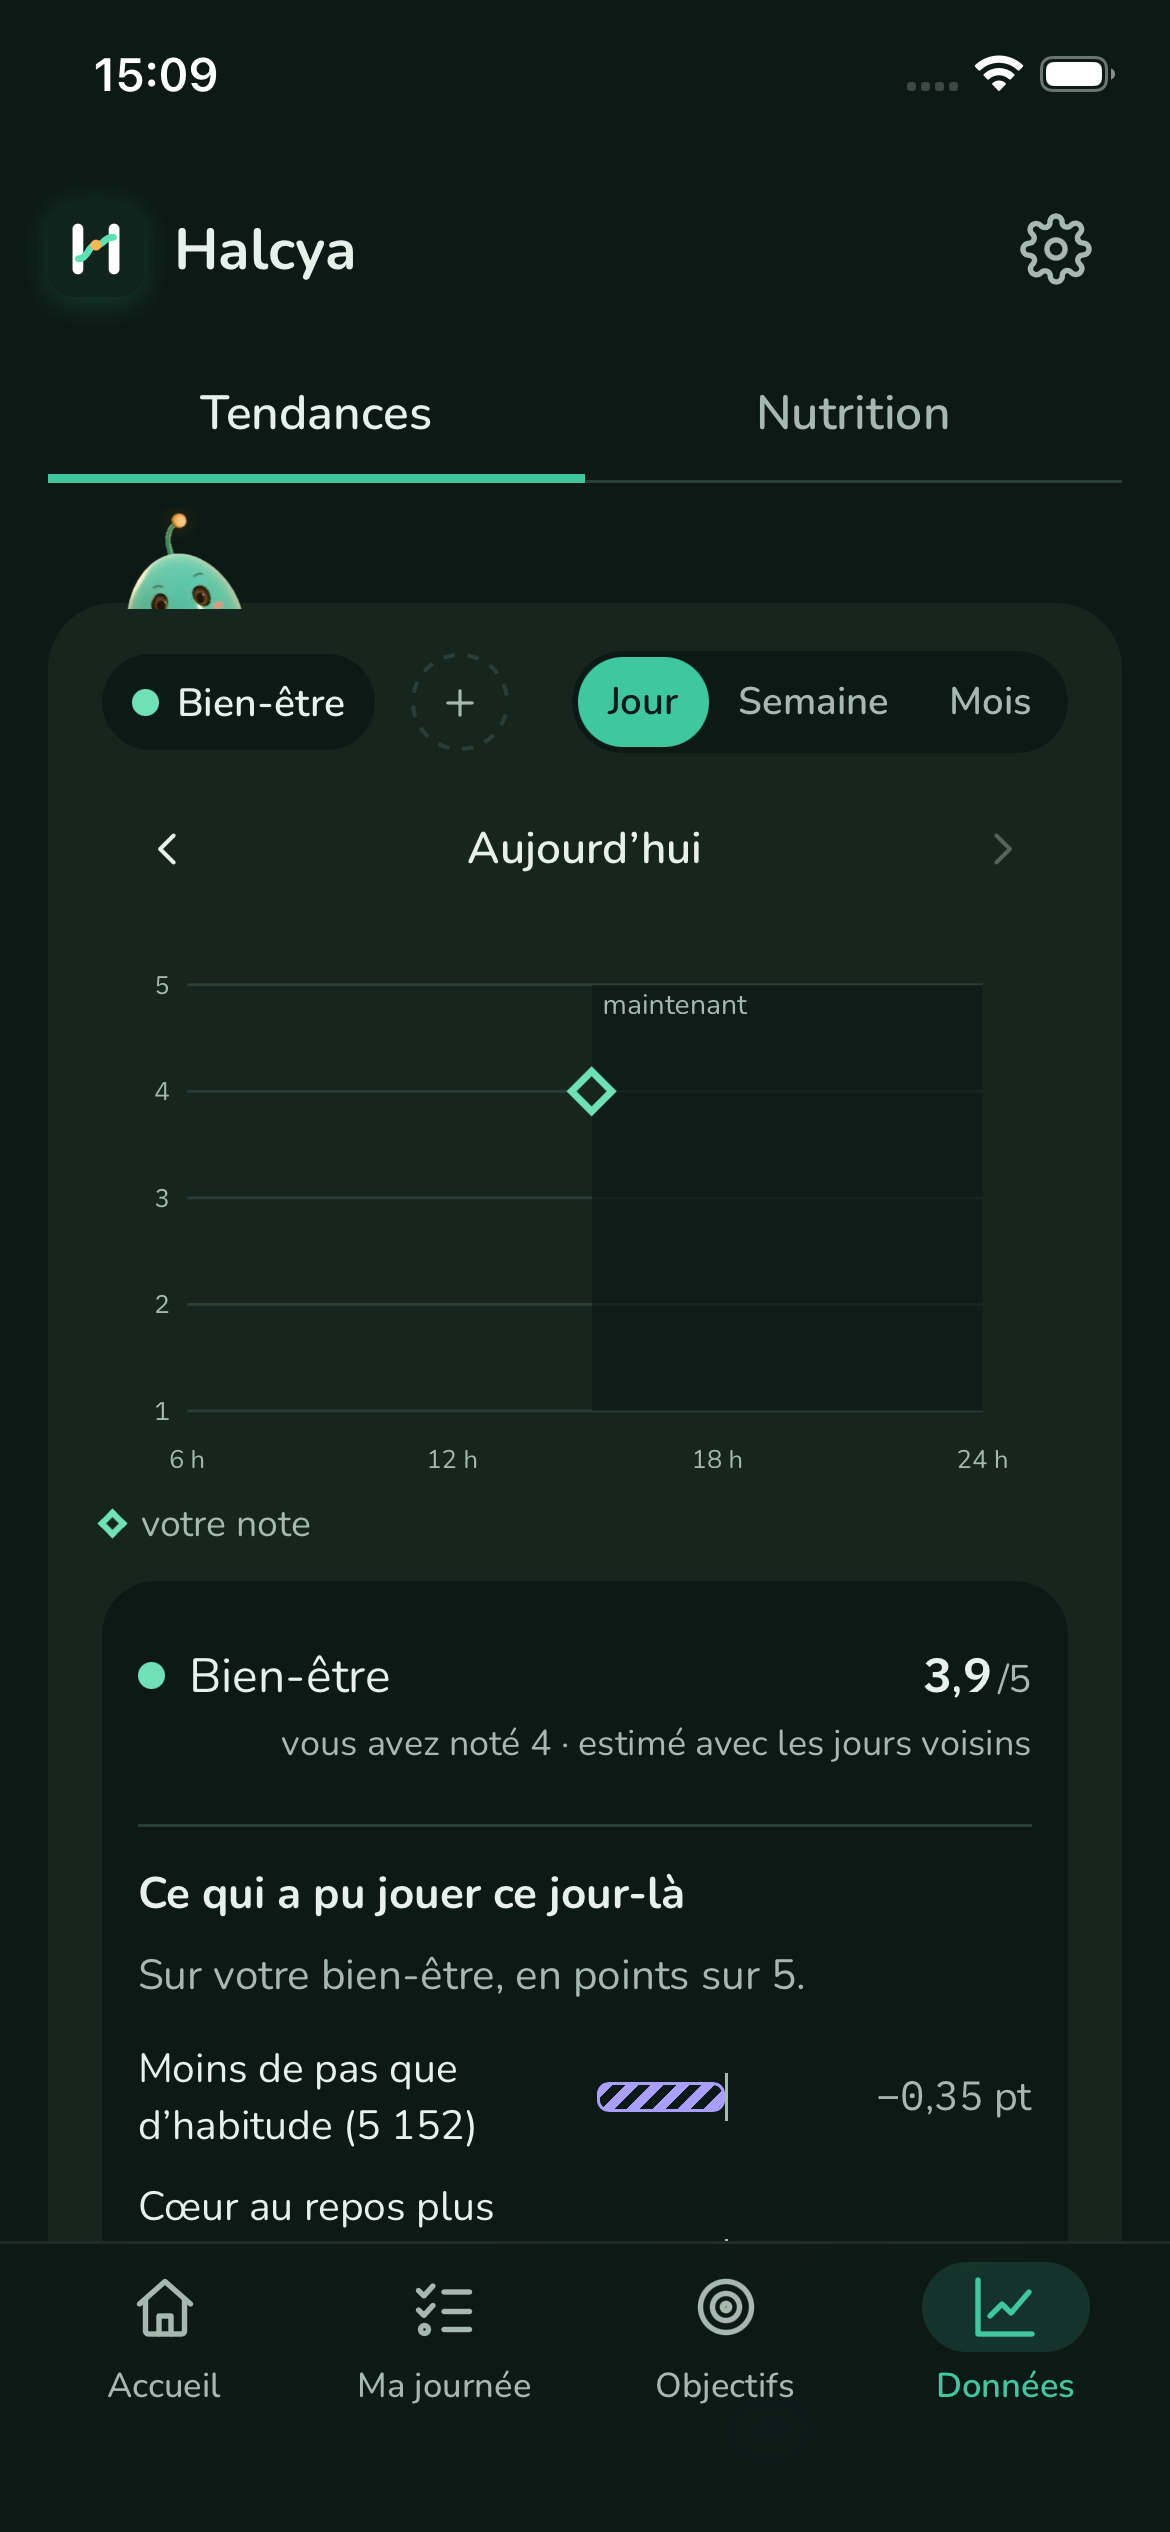 15:09
Halcya
Tendances
Nutrition
Bien-être
+
Jour
Semaine
Mois
Aujourd’hui
5
maintenant
4
3
2
1
6 h
12 h
18 h
24 h
votre note
Bien-être
3,9 /5
vous avez noté 4 · estimé avec les jours voisins
Ce qui a pu jouer ce jour-là
Sur votre bien-être, en points sur 5.
Moins de pas que
d’habitude (5 152)
−0,35 pt
Cœur au repos plus
Accueil
Ma journée
Objectifs
Données